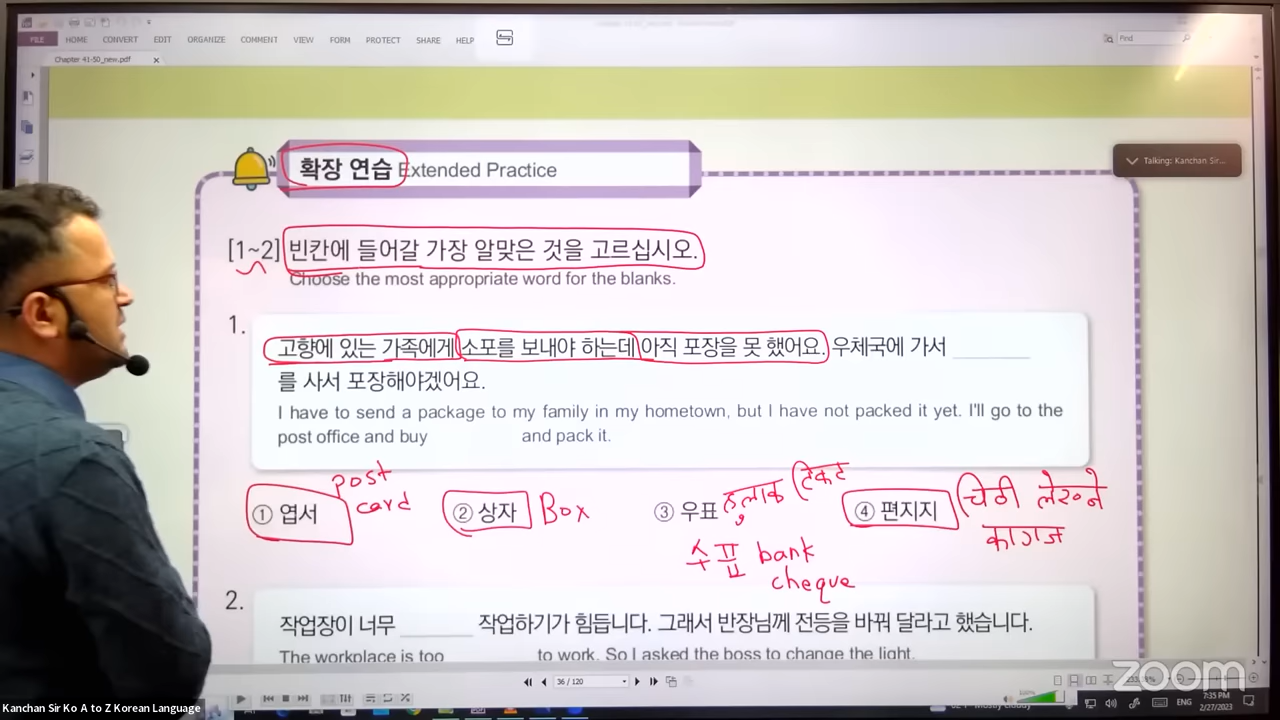 FILE HOME CONVERT EDIT ORGANIZE COMMENT VIEW FORM PROTECT SHARE HELP
Find
Chapter 41-50_new.pdf
확장 연습 Extended Practice
Talking: Kanchan Sir...
[1~2] 빈칸에 들어갈 가장 알맞은 것을 고르십시오.
Choose the most appropriate word for the blanks.
1.
고향에 있는 가족에게 소포를 보내야 하는데 아직 포장을 못 했어요. 우체국에 가서 ________
를 사서 포장해야겠어요.
I have to send a package to my family in my hometown, but I have not packed it yet. I'll go to the
post office and buy and pack it.
post
card
① 엽서 ② 상자 Box ③ 우표 हुलाक टिकट ④ 편지지 चिठी लेख्ने
कागज
수표 bank
cheque
2.
작업장이 너무 ________ 작업하기가 힘듭니다. 그래서 반장님께 전등을 바꿔 달라고 했습니다.
The workplace is too to work. So I asked the boss to change the light.
36 / 120
zoom
Kanchan Sir Ko A to Z Korean Language
ENG
7:35 PM
2/27/2023